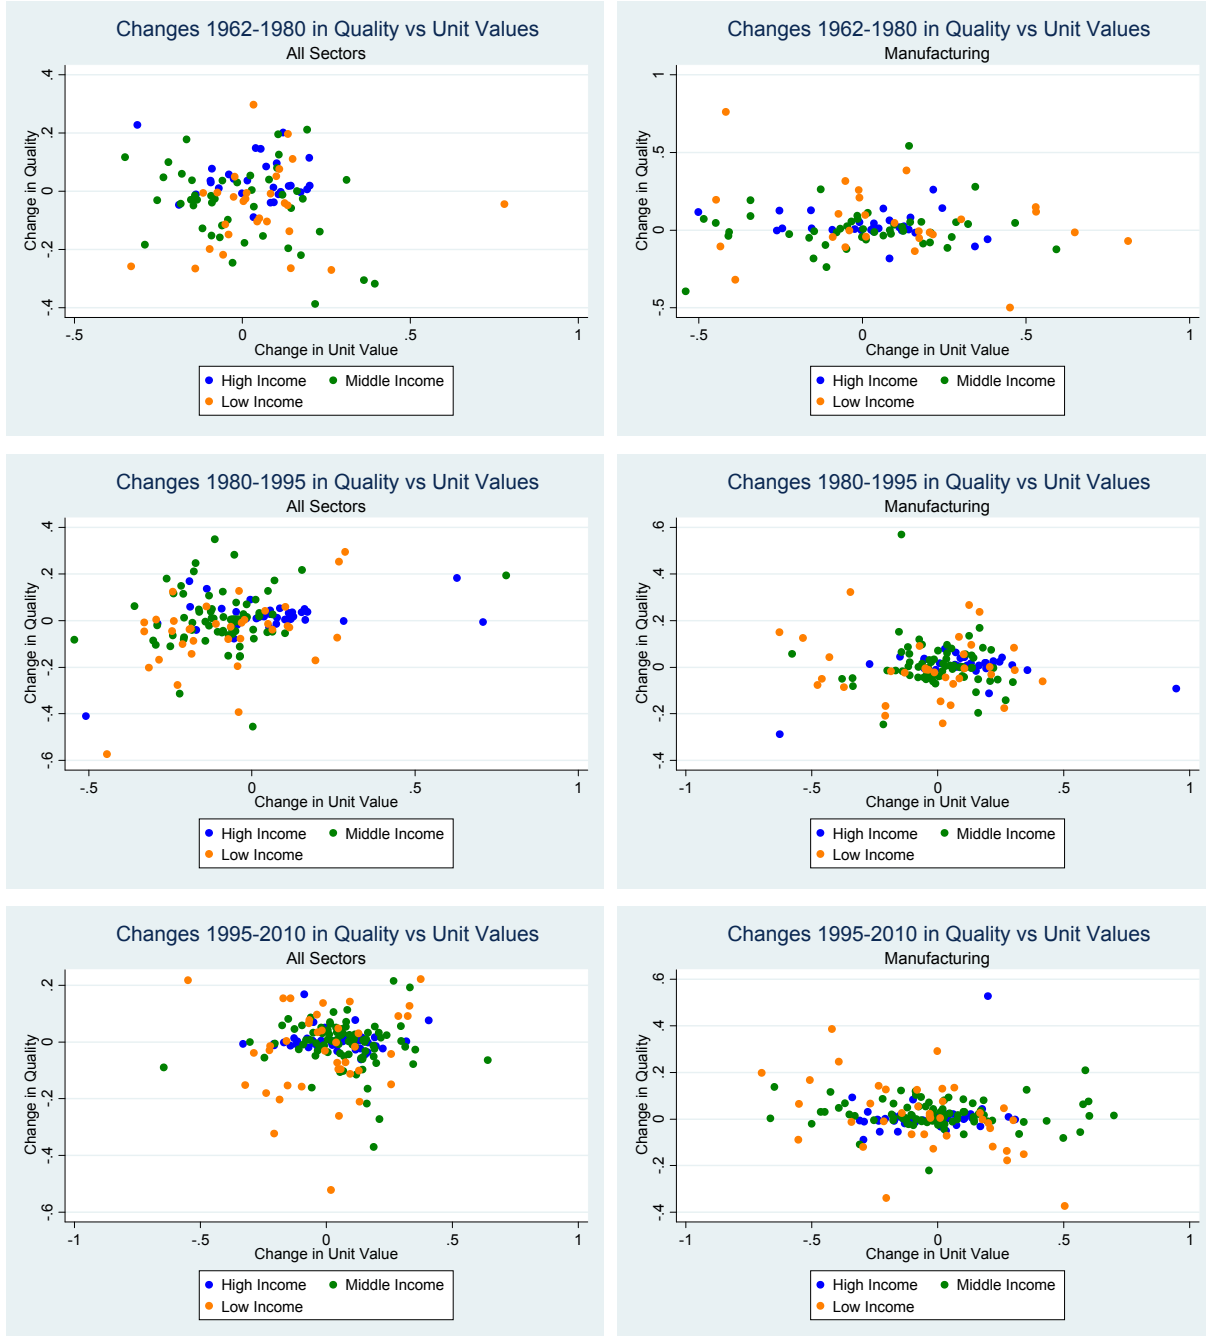 Changes 1962-1980 in Quality vs Unit Values
All Sectors
Change in Quality
.4
.2
0
-.2
-.4
-.5
0
.5
1
Change in Unit Value
High Income
Middle Income
Low Income
Changes 1962-1980 in Quality vs Unit Values
Manufacturing
Change in Quality
1
.5
0
-.5
-.5
0
.5
1
Change in Unit Value
High Income
Middle Income
Low Income
Changes 1980-1995 in Quality vs Unit Values
All Sectors
Change in Quality
.4
.2
0
-.2
-.4
-.6
-.5
0
.5
1
Change in Unit Value
High Income
Middle Income
Low Income
Changes 1980-1995 in Quality vs Unit Values
Manufacturing
Change in Quality
.6
.4
.2
0
-.2
-.4
-1
-.5
0
.5
1
Change in Unit Value
High Income
Middle Income
Low Income
Changes 1995-2010 in Quality vs Unit Values
All Sectors
Change in Quality
.2
0
-.2
-.4
-.6
-1
-.5
0
.5
1
Change in Unit Value
High Income
Middle Income
Low Income
Changes 1995-2010 in Quality vs Unit Values
Manufacturing
Change in Quality
.6
.4
.2
0
-.2
-.4
-1
-.5
0
.5
1
Change in Unit Value
High Income
Middle Income
Low Income